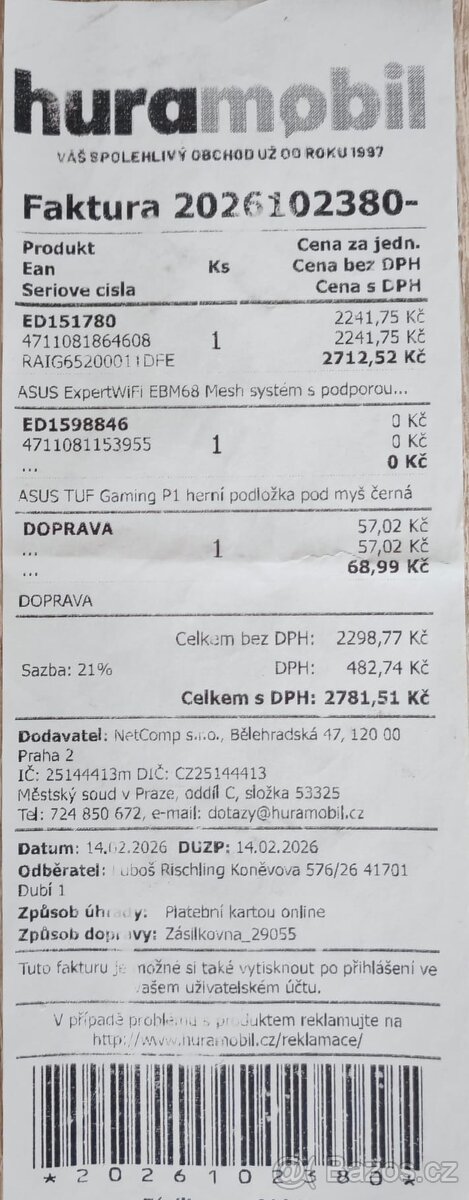 huramobil
VÁŠ SPOLEHLIVÝ OBCHOD UŽ OD ROKU 1997
Faktura 2026102380-
Produkt Cena za jedn.
Ean Ks Cena bez DPH
Seriove cisla Cena s DPH
ED151780 2241,75 Kč
4711081864608 1 2241,75 Kč
RAIG65200011DFE 2712,52 Kč
ASUS ExpertWiFi EBM68 Mesh systém s podporou...
ED1598846 0 Kč
4711081153955 1 0 Kč
... 0 Kč
ASUS TUF Gaming P1 herní podložka pod myš černá
DOPRAVA 57,02 Kč
... 1 57,02 Kč
... 68,99 Kč
DOPRAVA
Celkem bez DPH: 2298,77 Kč
Sazba: 21% DPH: 482,74 Kč
Celkem s DPH: 2781,51 Kč
Dodavatel: NetComp s.r.o., Bělehradská 47, 120 00
Praha 2
IČ: 25144413m DIČ: CZ25144413
Městský soud v Praze, oddíl C, složka 53325
Tel: 724 850 672, e-mail: dotazy@huramobil.cz
Datum: 14.02.2026 DUZP: 14.02.2026
Odběratel: Luboš Rischling Koněvova 576/26 41701
Dubí 1
Způsob úhrady: Platební kartou online
Způsob dopravy: Zásilkovna_29055
Tuto fakturu je možné si také vytisknout po přihlášení ve
vašem uživatelském účtu.
V případě problému s produktem reklamujte na
http://www.huramobil.cz/reklamace/
*2026102380*
Bazos.cz